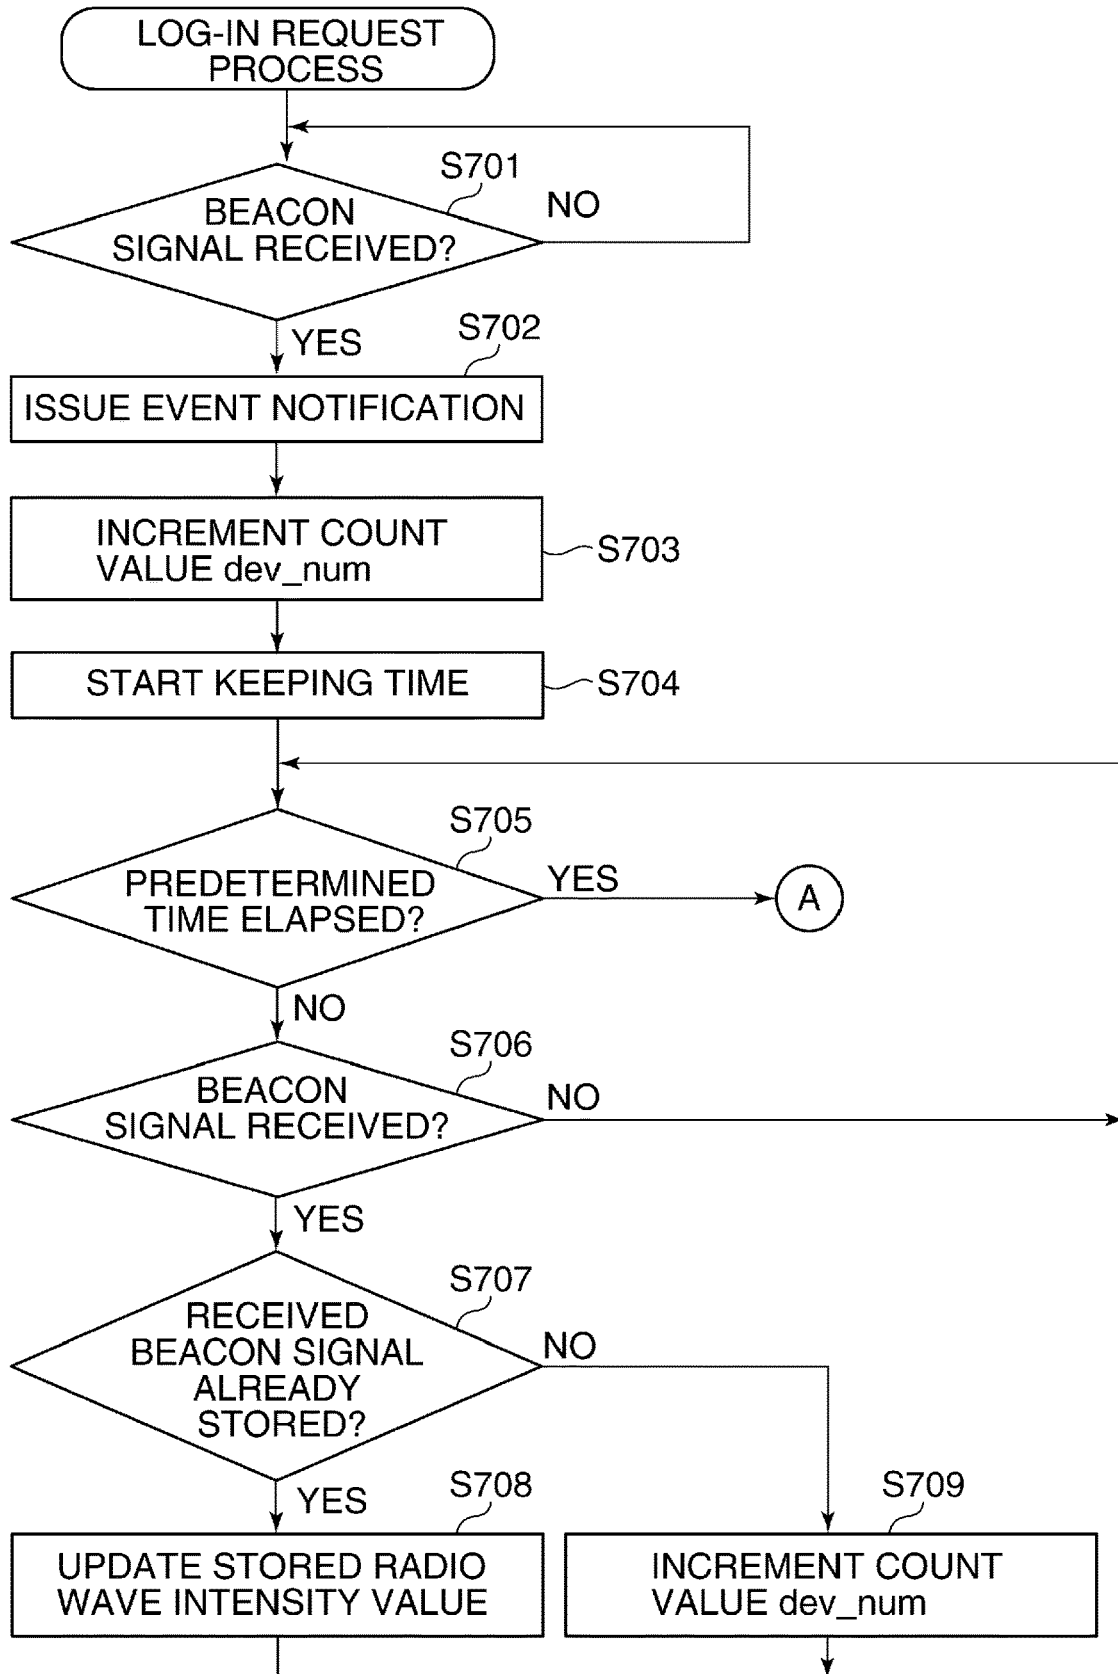 LOG-IN REQUEST
PROCESS
S701
BEACON
SIGNAL RECEIVED?
NO
YES
S702
ISSUE EVENT NOTIFICATION
INCREMENT COUNT
VALUE dev_num
S703
START KEEPING TIME
S704
S705
PREDETERMINED
TIME ELAPSED?
YES
A
NO
S706
BEACON
SIGNAL RECEIVED?
NO
YES
S707
RECEIVED
BEACON SIGNAL
ALREADY
STORED?
NO
YES
S708
S709
UPDATE STORED RADIO
WAVE INTENSITY VALUE
INCREMENT COUNT
VALUE dev_num